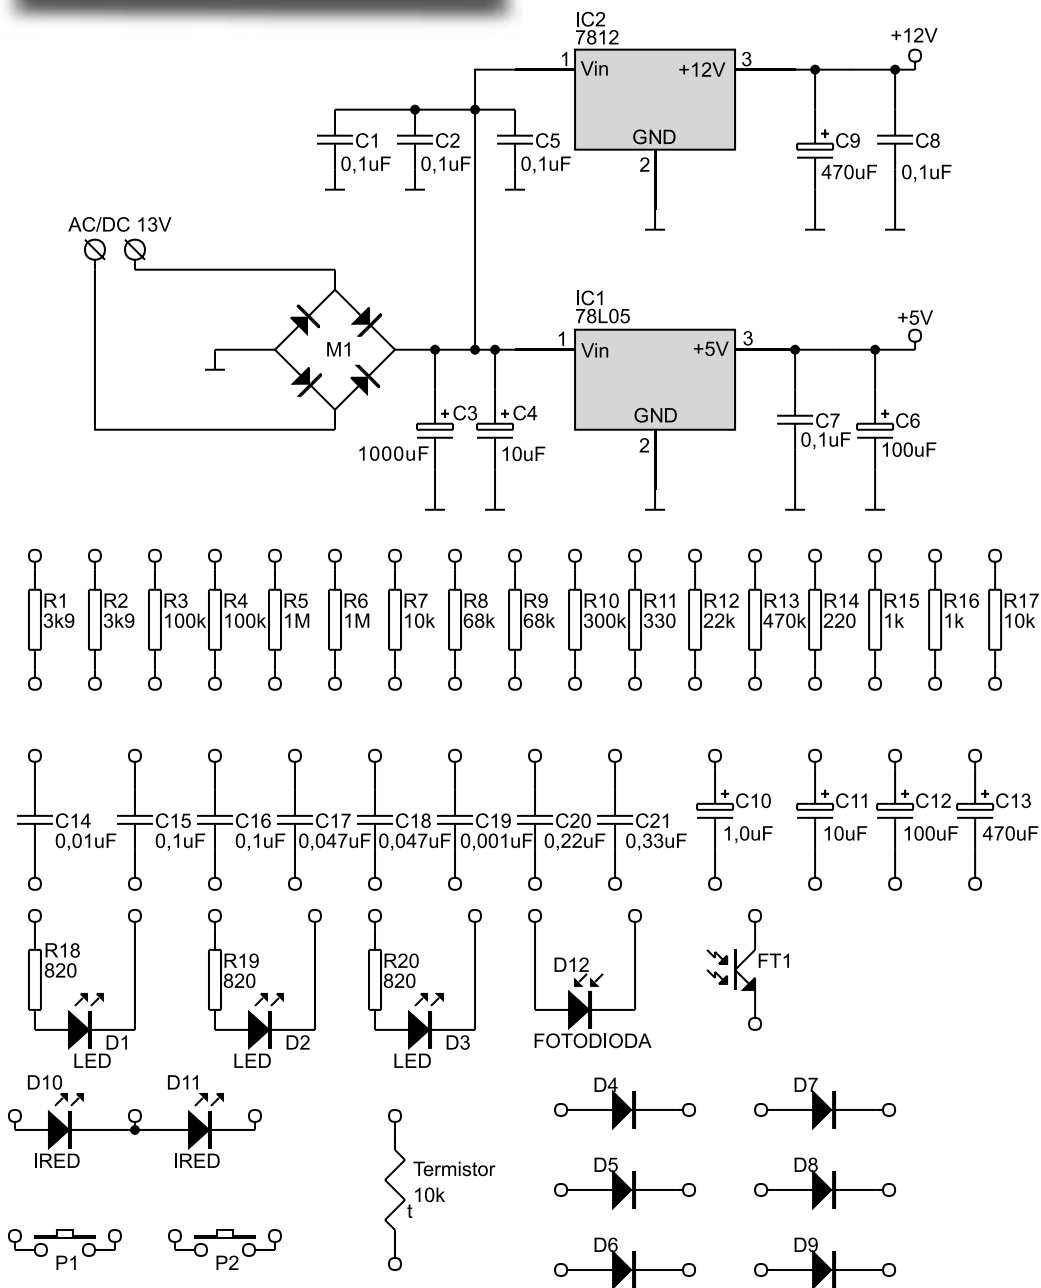 IC2
7812
1
Vin
+12V
3
GND
2
+12V
C1
0,1uF
C2
0,1uF
C5
0,1uF
+
C9
470uF
C8
0,1uF
AC/DC 13V
M1
IC1
78L05
1
Vin
+5V
3
GND
2
+5V
+
C3
1000uF
+
C4
10uF
C7
0,1uF
+
C6
100uF
R1
3k9
R2
3k9
R3
100k
R4
100k
R5
1M
R6
1M
R7
10k
R8
68k
R9
68k
R10
300k
R11
330
R12
22k
R13
470k
R14
220
R15
1k
R16
1k
R17
10k
C14
0,01uF
C15
0,1uF
C16
0,1uF
C17
0,047uF
C18
0,047uF
C19
0,001uF
C20
0,22uF
C21
0,33uF
+
C10
1,0uF
+
C11
10uF
+
C12
100uF
+
C13
470uF
R18
820
D1
LED
R19
820
D2
LED
R20
820
D3
LED
D12
FOTODIODA
FT1
D10
IRED
D11
IRED
Termistor
10k
t
D4
D7
D5
D8
D6
D9
P1
P2